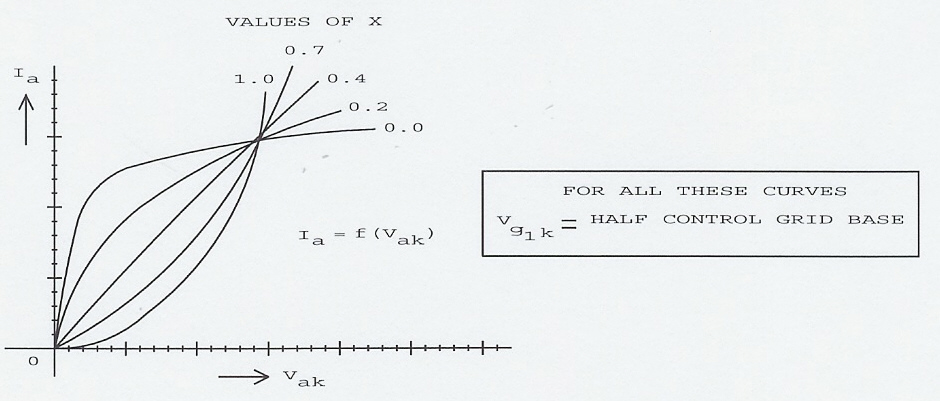 VALUES OF X
0.7
1.0
0.4
0.2
0.0
Ia
Ia = f(Vak)
FOR ALL THESE CURVES
Vg1k = HALF CONTROL GRID BASE
0
Vak